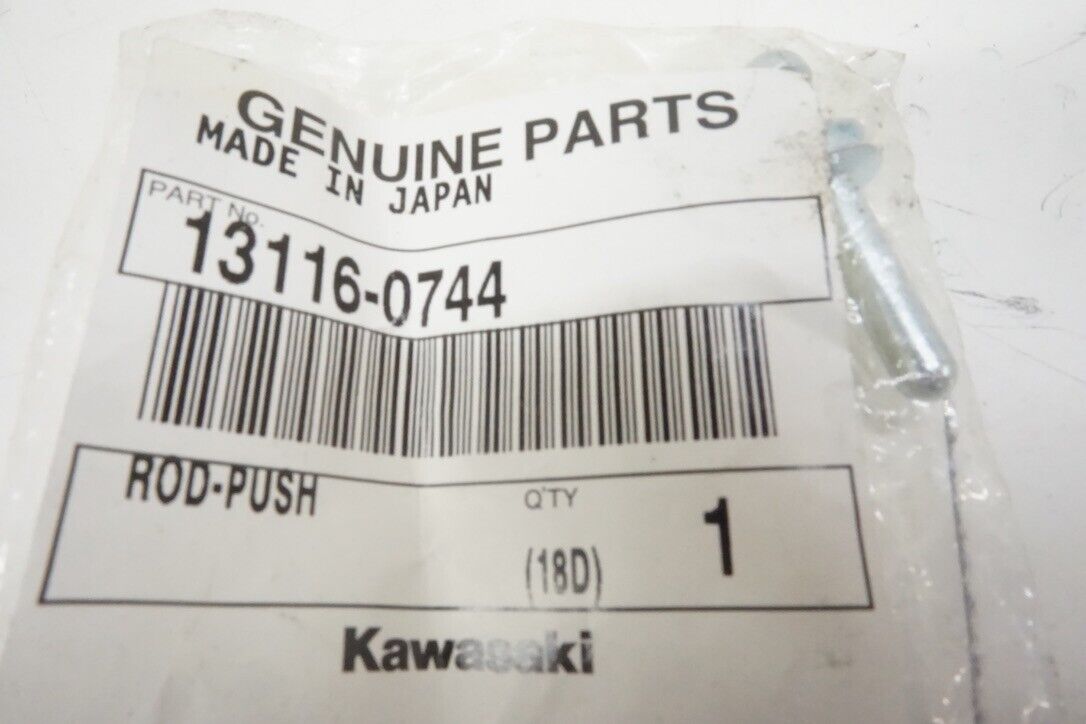 GENUINE PARTS
MADE IN JAPAN
PART No.
13116-0744
ROD-PUSH
Q'TY
1
(18D)
Kawasaki